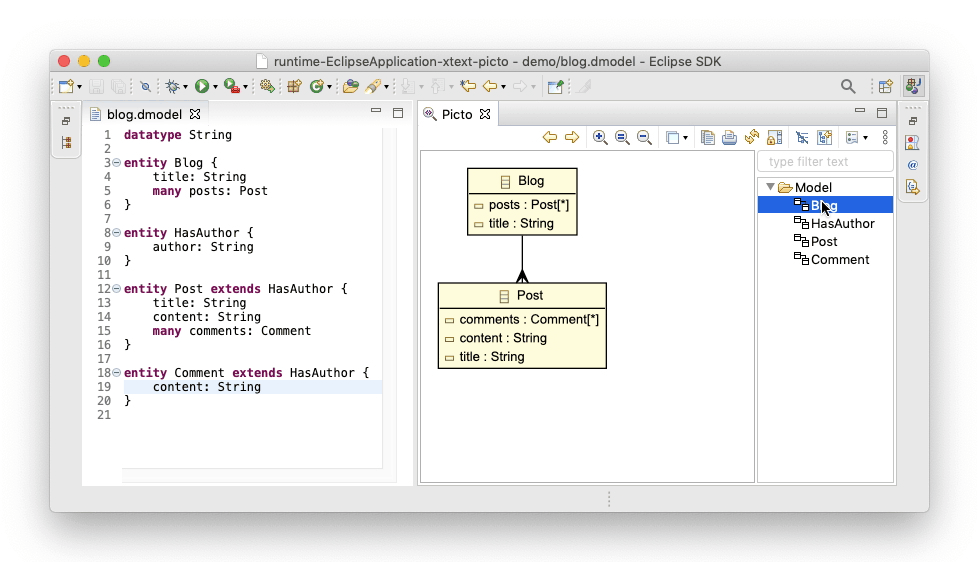 runtime-EclipseApplication-xtext-picto - demo/blog.dmodel - Eclipse SDK
blog.dmodel
1 datatype String
2
3 entity Blog {
4     title: String
5     many posts: Post
6 }
7
8 entity HasAuthor {
9     author: String
10 }
11
12 entity Post extends HasAuthor {
13     title: String
14     content: String
15     many comments: Comment
16 }
17
18 entity Comment extends HasAuthor {
19     content: String
20 }
21
Picto
Blog
posts : Post[*]
title : String
Post
comments : Comment[*]
content : String
title : String
type filter text
Model
Blog
HasAuthor
Post
Comment